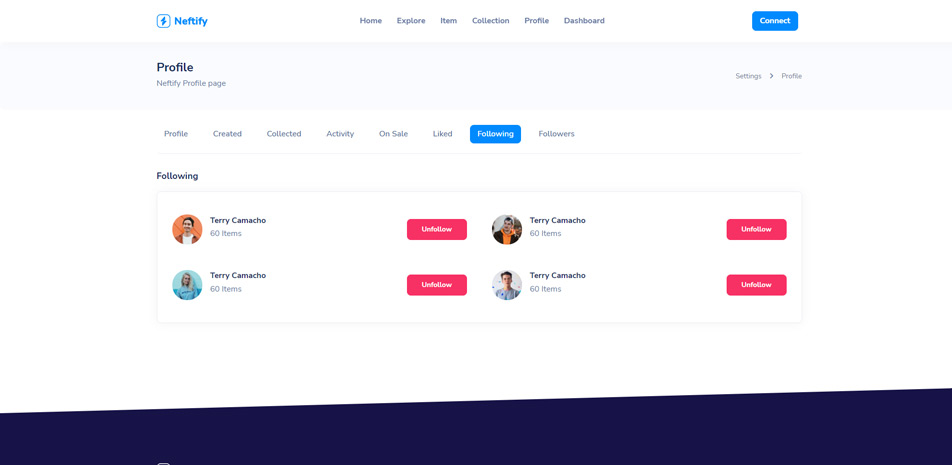 Neftify
Home Explore Item Collection Profile Dashboard
Connect
Profile
Neftify Profile page
Settings Profile
Profile Created Collected Activity On Sale Liked Following Followers
Following
Terry Camacho
60 Items
Unfollow
Terry Camacho
60 Items
Unfollow
Terry Camacho
60 Items
Unfollow
Terry Camacho
60 Items
Unfollow